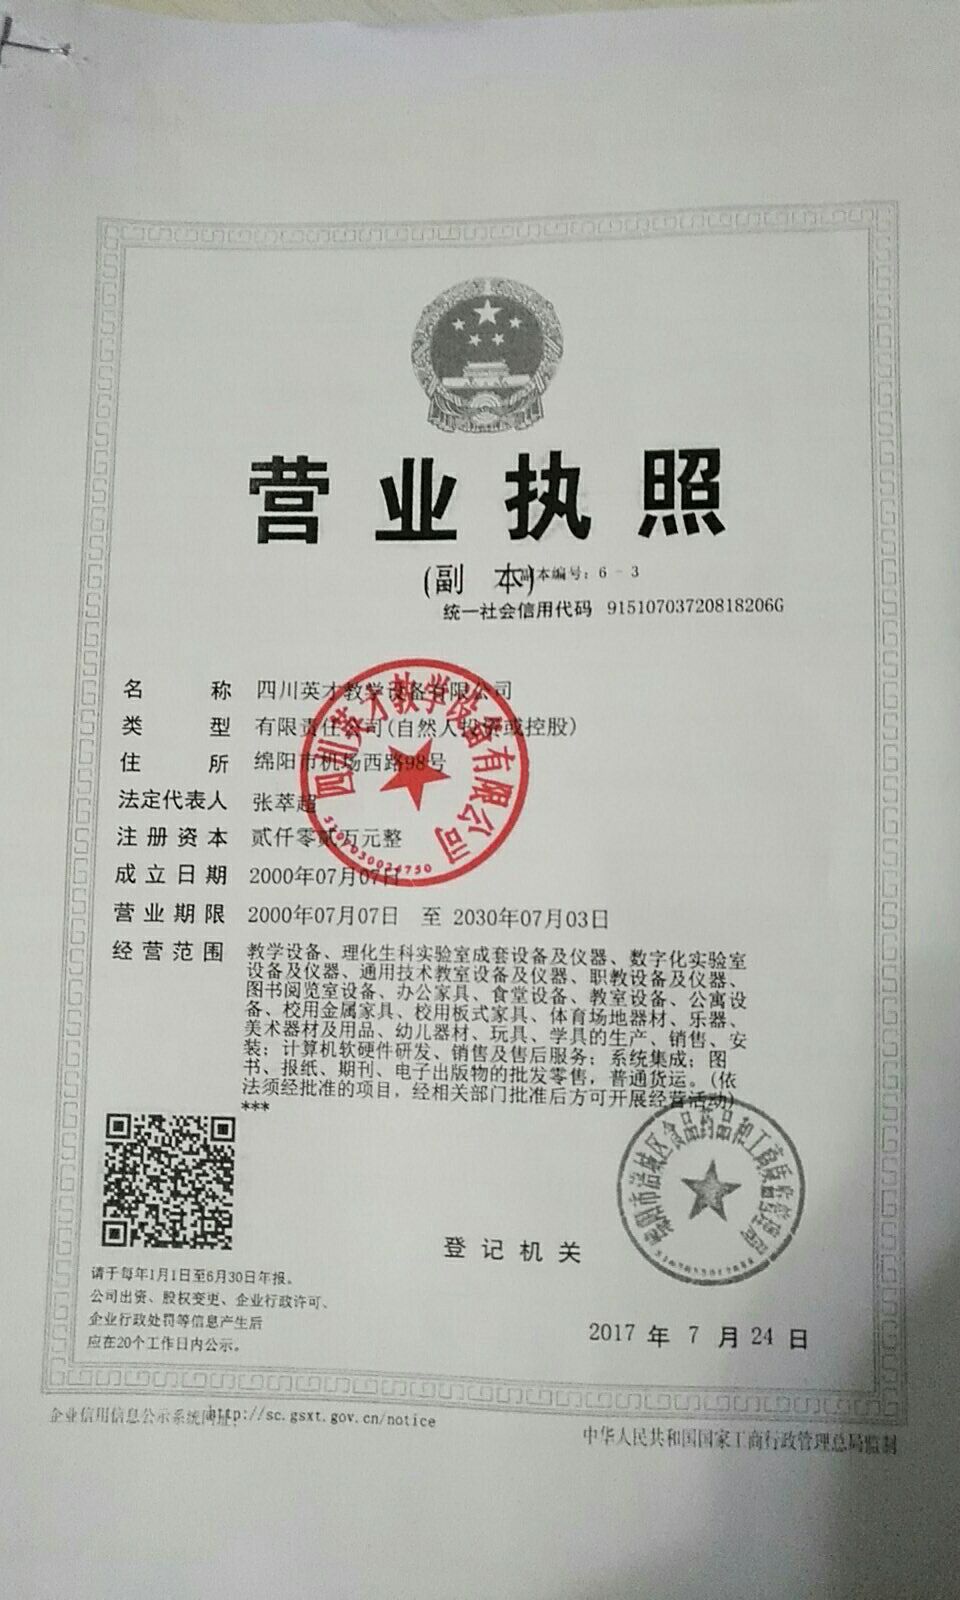 营业执照
(副 本)
副本编号：6－3
统一社会信用代码 91510703720818206G
名称 四川英才教学设备有限公司
类型 有限责任公司(自然人投资或控股)
住所 绵阳市机场西路98号
法定代表人 张萃超
注册资本 贰仟零贰万元整
成立日期 2000年07月07日
营业期限 2000年07月07日 至 2030年07月03日
经营范围 教学设备、理化生科实验室成套设备及仪器、数字化实验室
设备及仪器、通用技术教室设备及仪器、职教设备及仪器、
图书阅览室设备、办公家具、食堂设备、教室设备、公寓设
备、校用金属家具、校用板式家具、体育场地器材、乐器、
美术器材及用品、幼儿器材、玩具、学具的生产、销售、安
装；计算机软硬件研发、销售及售后服务；系统集成；图
书、报纸、期刊、电子出版物的批发零售，普通货运。(依
法须经批准的项目，经相关部门批准后方可开展经营活动)
***
四川英才教学设备有限公司
登记机关
请于每年1月1日至6月30日年报。
公司出资、股权变更、企业行政许可、
企业行政处罚等信息产生后
应在20个工作日内公示。
2017 年 7 月 24 日
企业信用信息公示系统网址：http://sc.gsxt.gov.cn/notice
中华人民共和国国家工商行政管理总局监制